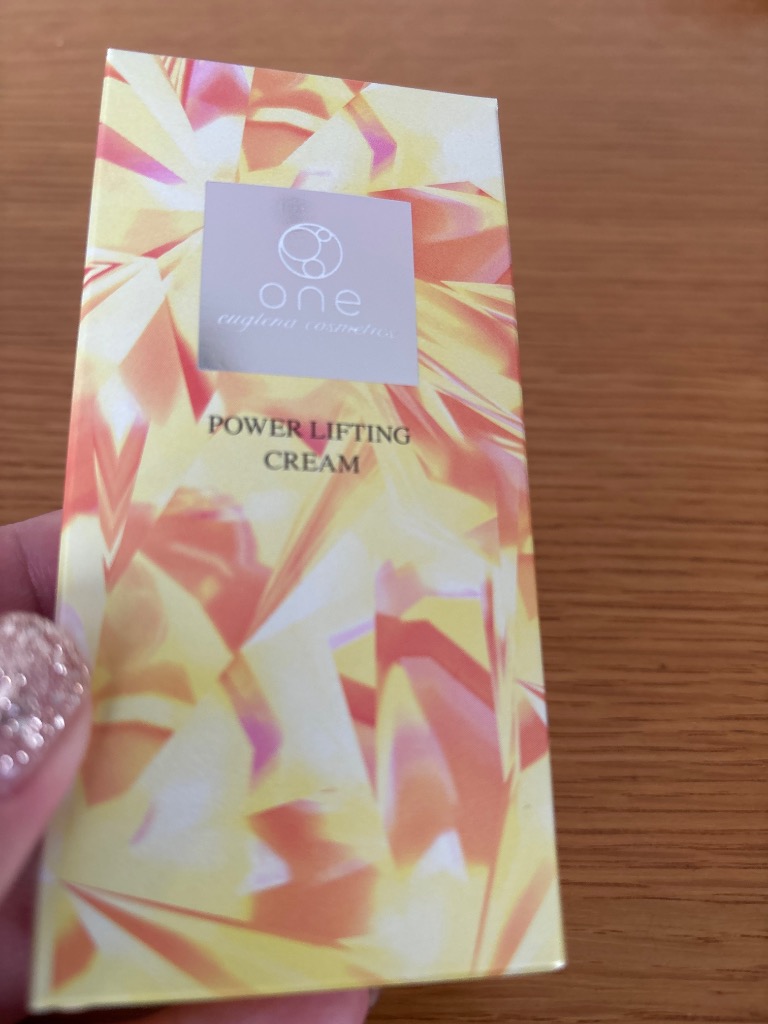 one
euglena cosmetics
POWER LIFTING
CREAM